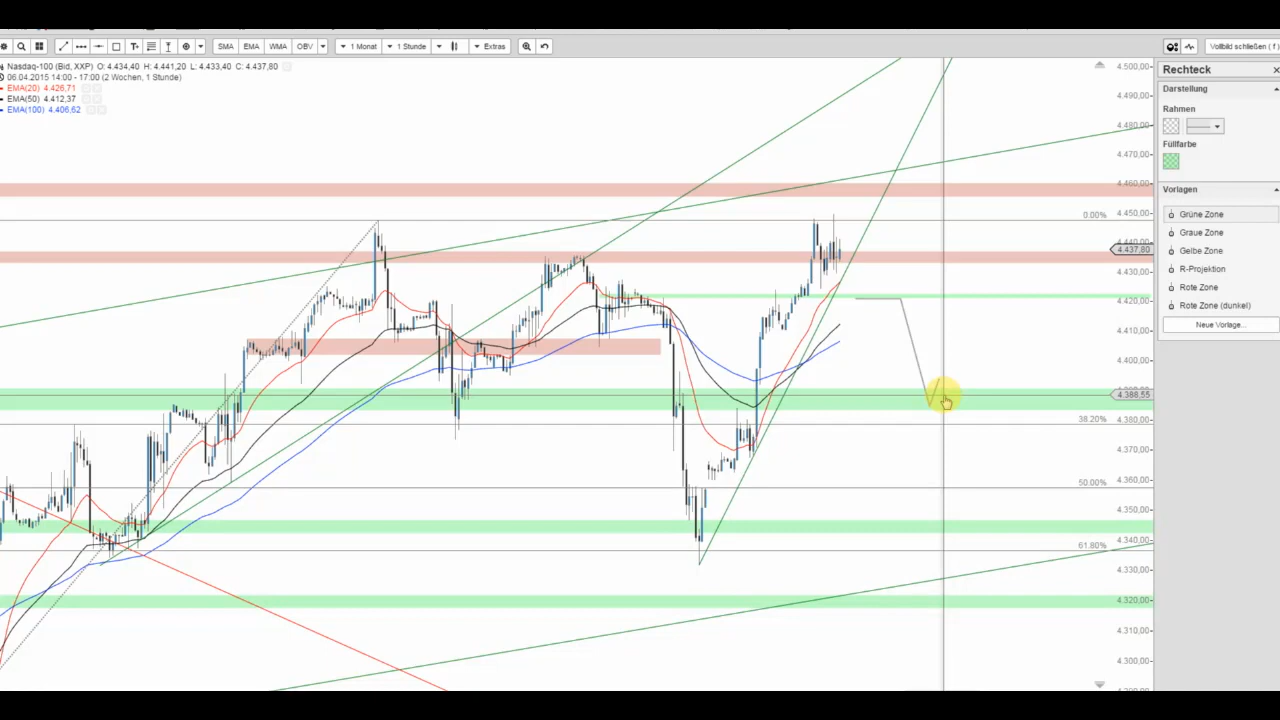 SMA EMA WMA OBV 1 Monat 1 Stunde Extras Vollbild schließen ( f )
Nasdaq-100 (Bid, XXP) O: 4.434,40 H: 4.441,20 L: 4.433,40 C: 4.437,80
06.04.2015 14:00 - 17:00 (2 Wochen, 1 Stunde)
EMA(20) 4.426,71
EMA(50) 4.412,37
EMA(100) 4.406,62
4.500,00
4.490,00
4.480,00
4.470,00
4.460,00
4.450,00
0.00%
4.437,80
4.430,00
4.420,00
4.410,00
4.400,00
4.388,55
4.380,00
38.20%
4.370,00
4.360,00
50.00%
4.350,00
4.340,00
61.80%
4.330,00
4.320,00
4.310,00
4.300,00
Rechteck
Darstellung
Rahmen
Füllfarbe
Vorlagen
Grüne Zone
Graue Zone
Gelbe Zone
R-Projektion
Rote Zone
Rote Zone (dunkel)
Neue Vorlage...